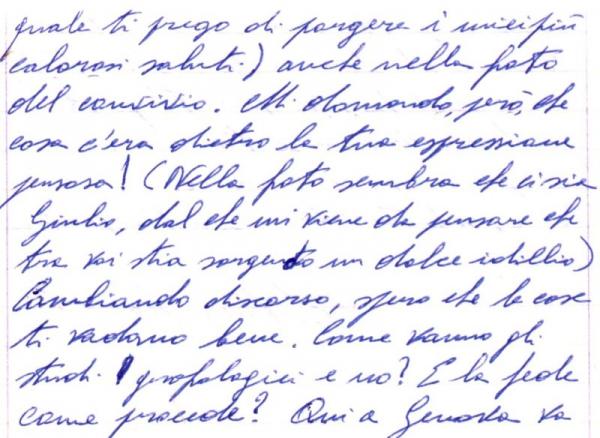 quale ti prego di porgere i miei più
calorosi saluti.) anche nella foto
del convivio. Mi domando, però, che
cosa c'era dietro la tua espressione
pensosa! (Nella foto sembra che ci sia
Giulio, dal che mi viene da pensare che
tra voi stia sorgendo un dolce idillio)
Cambiando discorso, spero che le cose
ti vadano bene. Come vanno gli
studi e no? E la fede
come procede? Qui a Genova va